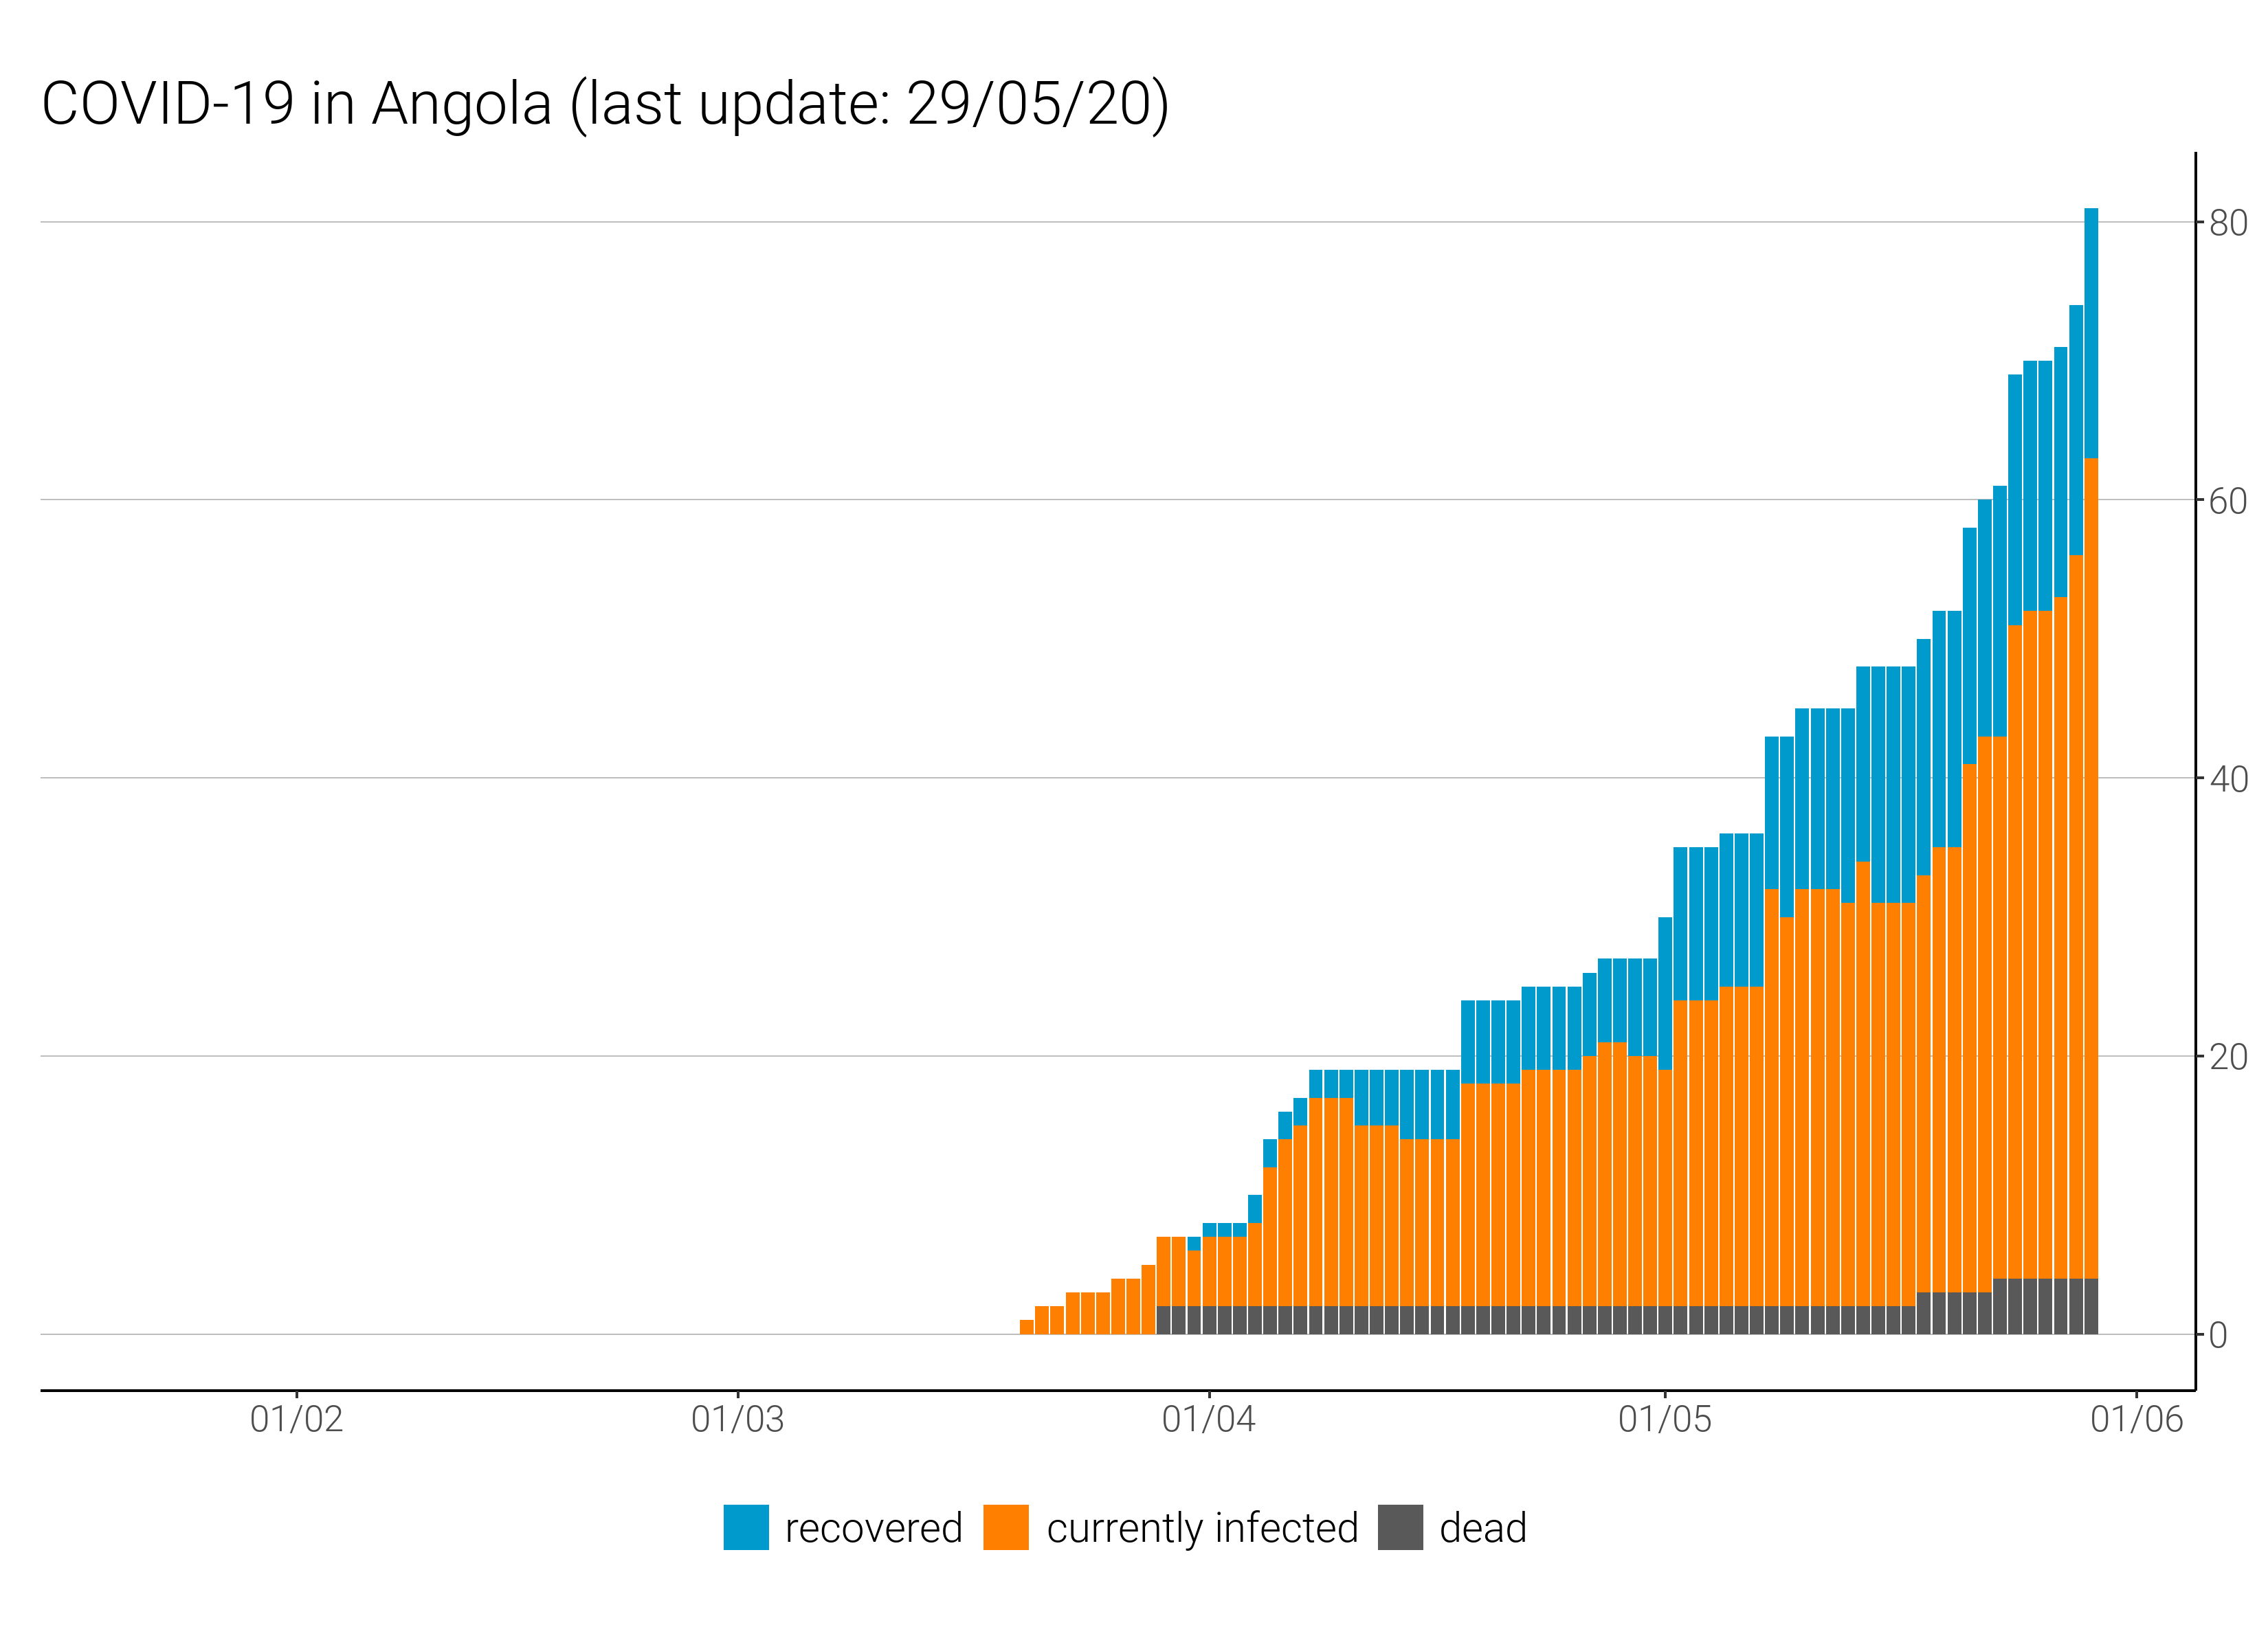 COVID-19 in Angola (last update: 29/05/20)
80
60
40
20
0
01/02 01/03 01/04 01/05 01/06
recovered currently infected dead